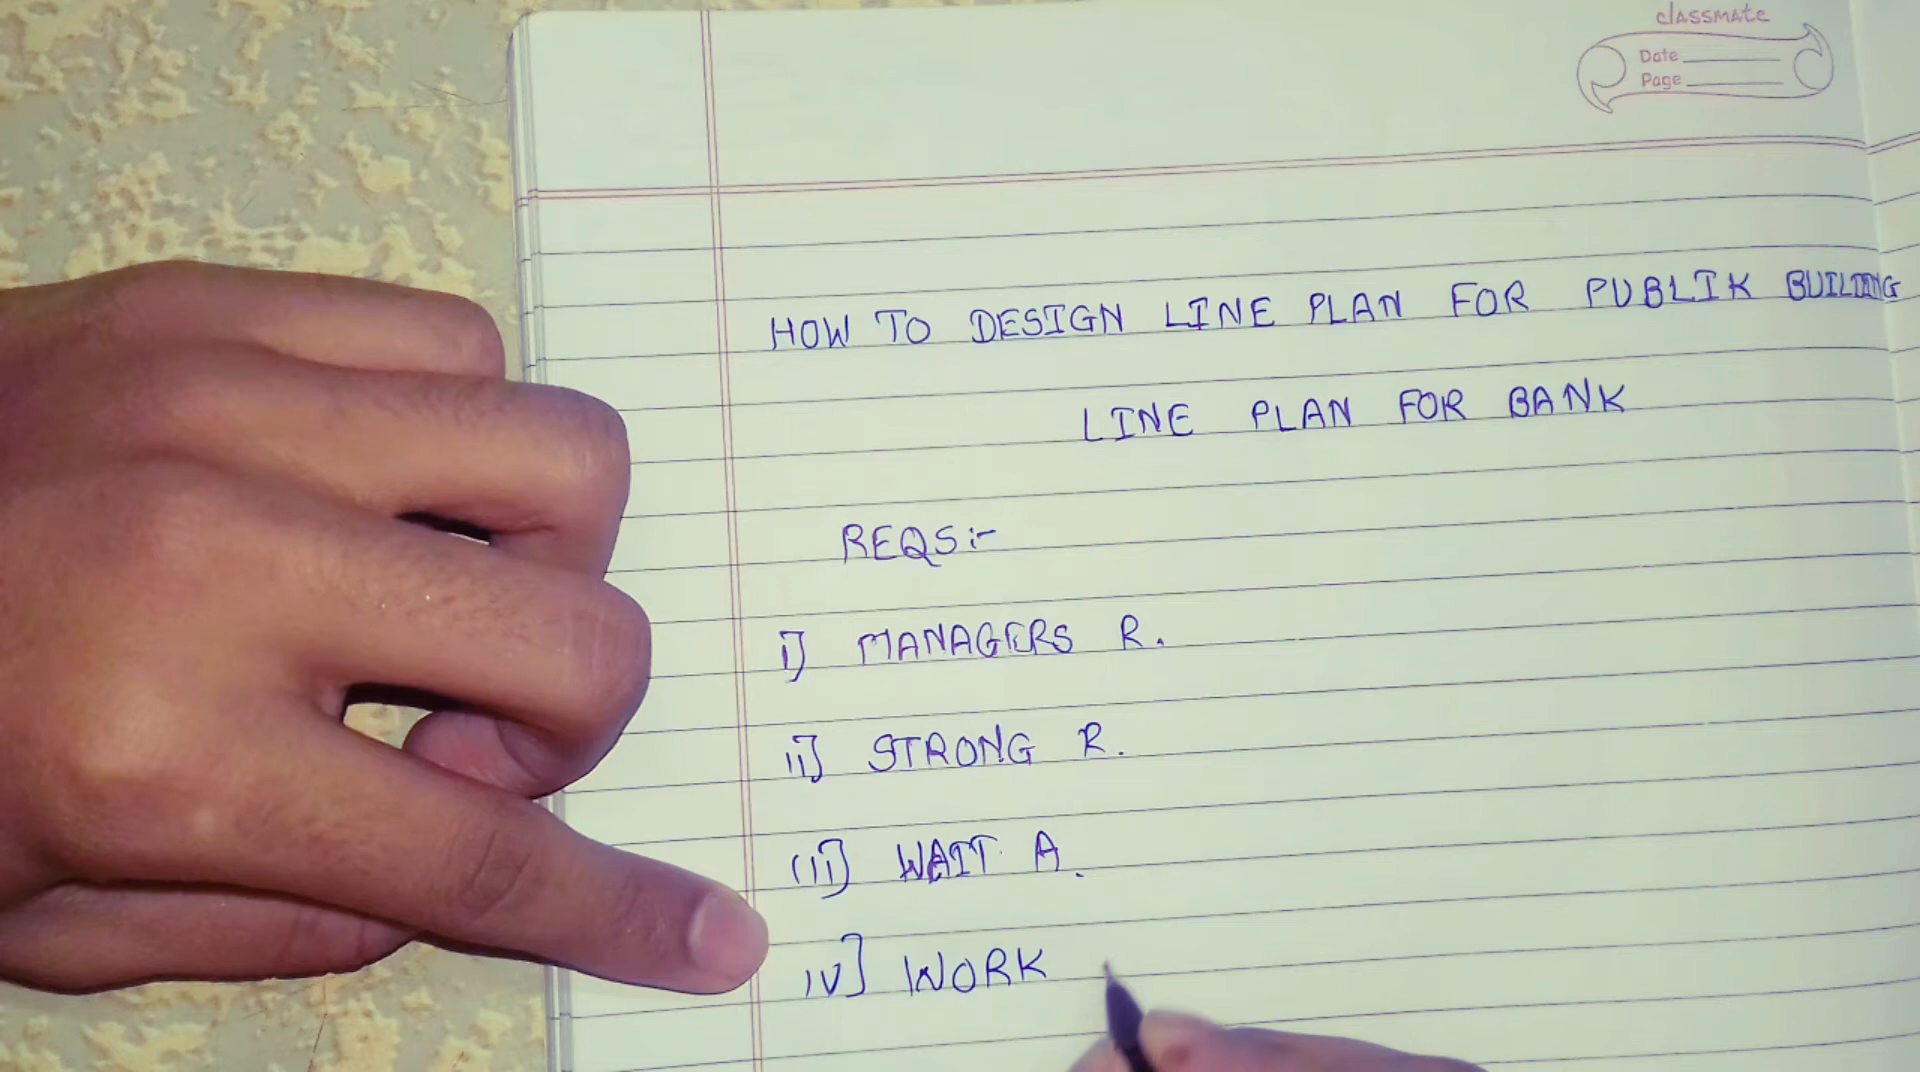 classmate
Date
Page
HOW TO DESIGN LINE PLAN FOR PUBLIK BUILDING
LINE PLAN FOR BANK
REQS:-
i] MANAGERS R.
ii] STRONG R.
(iii] WAIT A.
iv] WORK